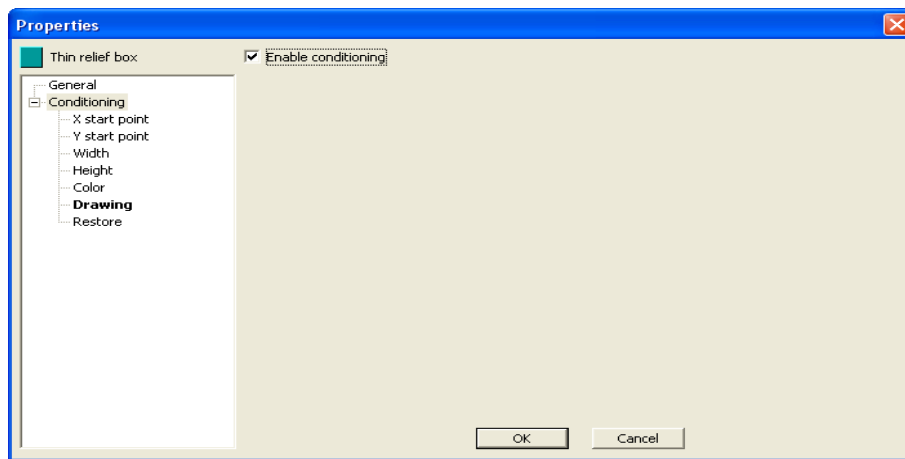 Properties
Thin relief box
Enable conditioning
General
Conditioning
X start point
Y start point
Width
Height
Color
Drawing
Restore
OK
Cancel